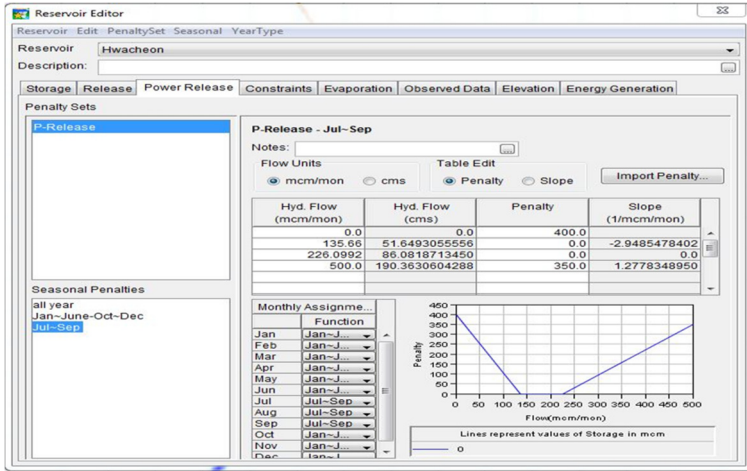 Reservoir Editor
Reservoir Edit PenaltySet Seasonal YearType
Reservoir Hwacheon
Description:
Storage Release Power Release Constraints Evaporation Observed Data Elevation Energy Generation
Penalty Sets
P-Release
P-Release - Jul~Sep
Notes:
Flow Units Table Edit
mcm/mon cms Penalty Slope Import Penalty...
Hyd. Flow Hyd. Flow Penalty Slope
(mcm/mon) (cms) (1/mcm/mon)
0.0 0.0 400.0
135.66 51.6493055556 0.0 -2.9485478402
226.0992 86.0818713450 0.0 0.0
500.0 190.3630604288 350.0 1.2778348950
Seasonal Penalties
all year
Jan~June-Oct~Dec
Jul~Sep
Monthly Assignme...
Function
Jan Jan~J...
Feb Jan~J...
Mar Jan~J...
Apr Jan~J...
May Jan~J...
Jun Jan~J...
Jul Jul~Sep
Aug Jul~Sep
Sep Jul~Sep
Oct Jan~J...
Nov Jan~J...
Dec Jan~J...
450
400
350
300
250
200
150
100
50
0
Penalty
0 50 100 150 200 250 300 350 400 450 500
Flow(mcm/mon)
Lines represent values of Storage in mcm
0